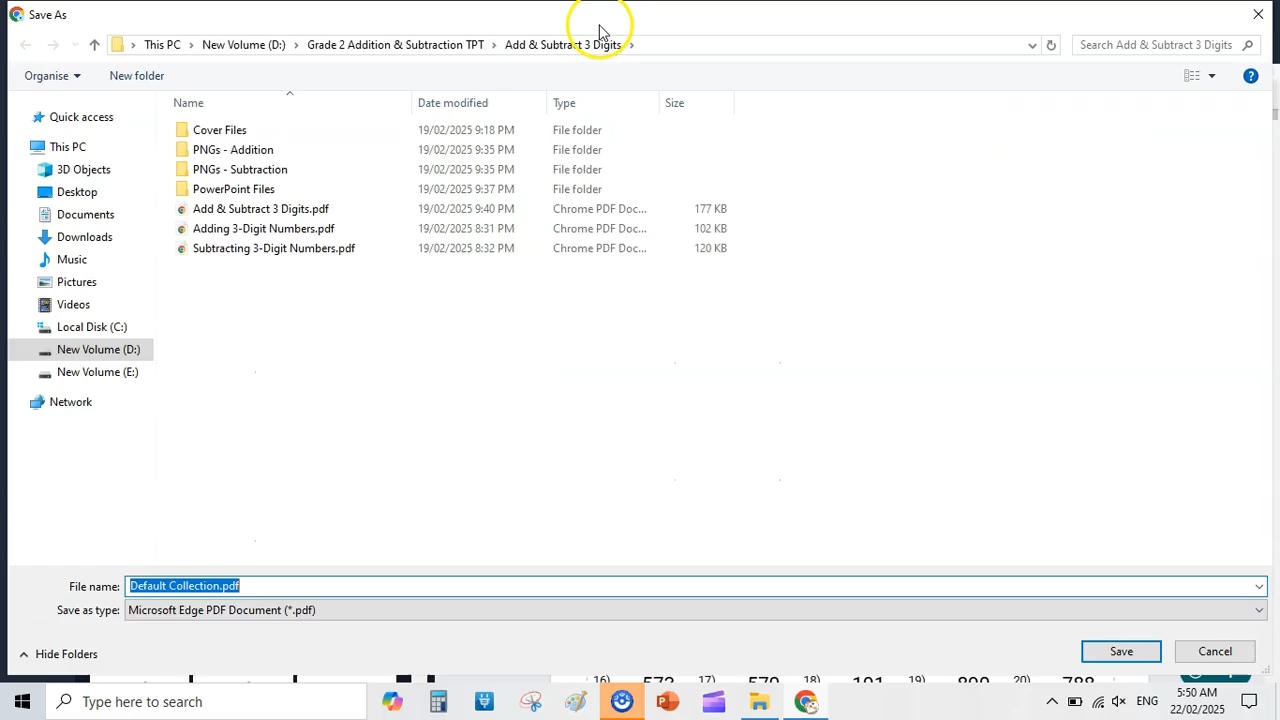 Save As
This PC
New Volume (D:)
Grade 2 Addition & Subtraction TPT
Add & Subtract 3 Digits
Search Add & Subtract 3 Digits
Organise
New folder
Name
Date modified
Type
Size
Quick access
This PC
3D Objects
Desktop
Documents
Downloads
Music
Pictures
Videos
Local Disk (C:)
New Volume (D:)
New Volume (E:)
Network
Cover Files 19/02/2025 9:18 PM File folder
PNGs - Addition 19/02/2025 9:35 PM File folder
PNGs - Subtraction 19/02/2025 9:35 PM File folder
PowerPoint Files 19/02/2025 9:37 PM File folder
Add & Subtract 3 Digits.pdf 19/02/2025 9:40 PM Chrome PDF Doc... 177 KB
Adding 3-Digit Numbers.pdf 19/02/2025 8:31 PM Chrome PDF Doc... 102 KB
Subtracting 3-Digit Numbers.pdf 19/02/2025 8:32 PM Chrome PDF Doc... 120 KB
File name: Default Collection.pdf
Save as type: Microsoft Edge PDF Document (*.pdf)
Hide Folders
Save
Cancel
16) 17) 18) 19) 20)
Type here to search
ENG
5:50 AM
22/02/2025